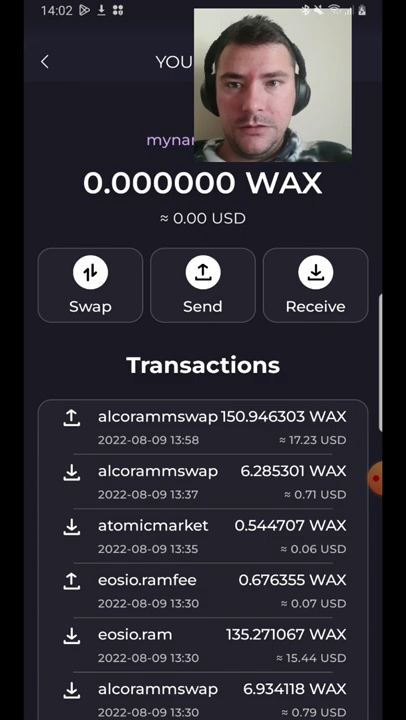 14:02
YOU
mynar
0.000000 WAX
≈ 0.00 USD
Swap
Send
Receive
Transactions
alcorammswap 150.946303 WAX
2022-08-09 13:58 ≈ 17.23 USD
alcorammswap 6.285301 WAX
2022-08-09 13:37 ≈ 0.71 USD
atomicmarket 0.544707 WAX
2022-08-09 13:35 ≈ 0.06 USD
eosio.ramfee 0.676355 WAX
2022-08-09 13:30 ≈ 0.07 USD
eosio.ram 135.271067 WAX
2022-08-09 13:30 ≈ 15.44 USD
alcorammswap 6.934118 WAX
2022-08-09 13:30 ≈ 0.79 USD